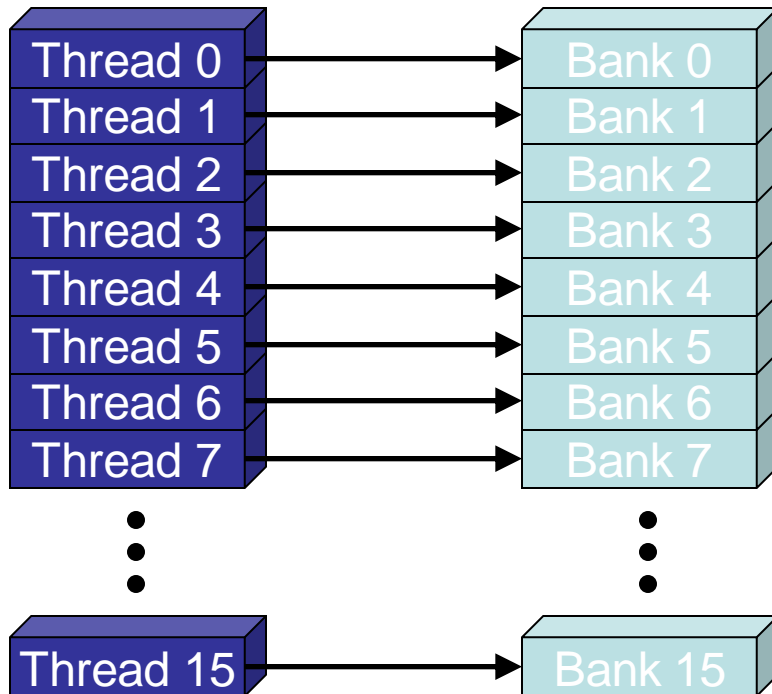 Thread 0
Bank 0
Thread 1
Bank 1
Thread 2
Bank 2
Thread 3
Bank 3
Thread 4
Bank 4
Thread 5
Bank 5
Thread 6
Bank 6
Thread 7
Bank 7
Thread 15
Bank 15